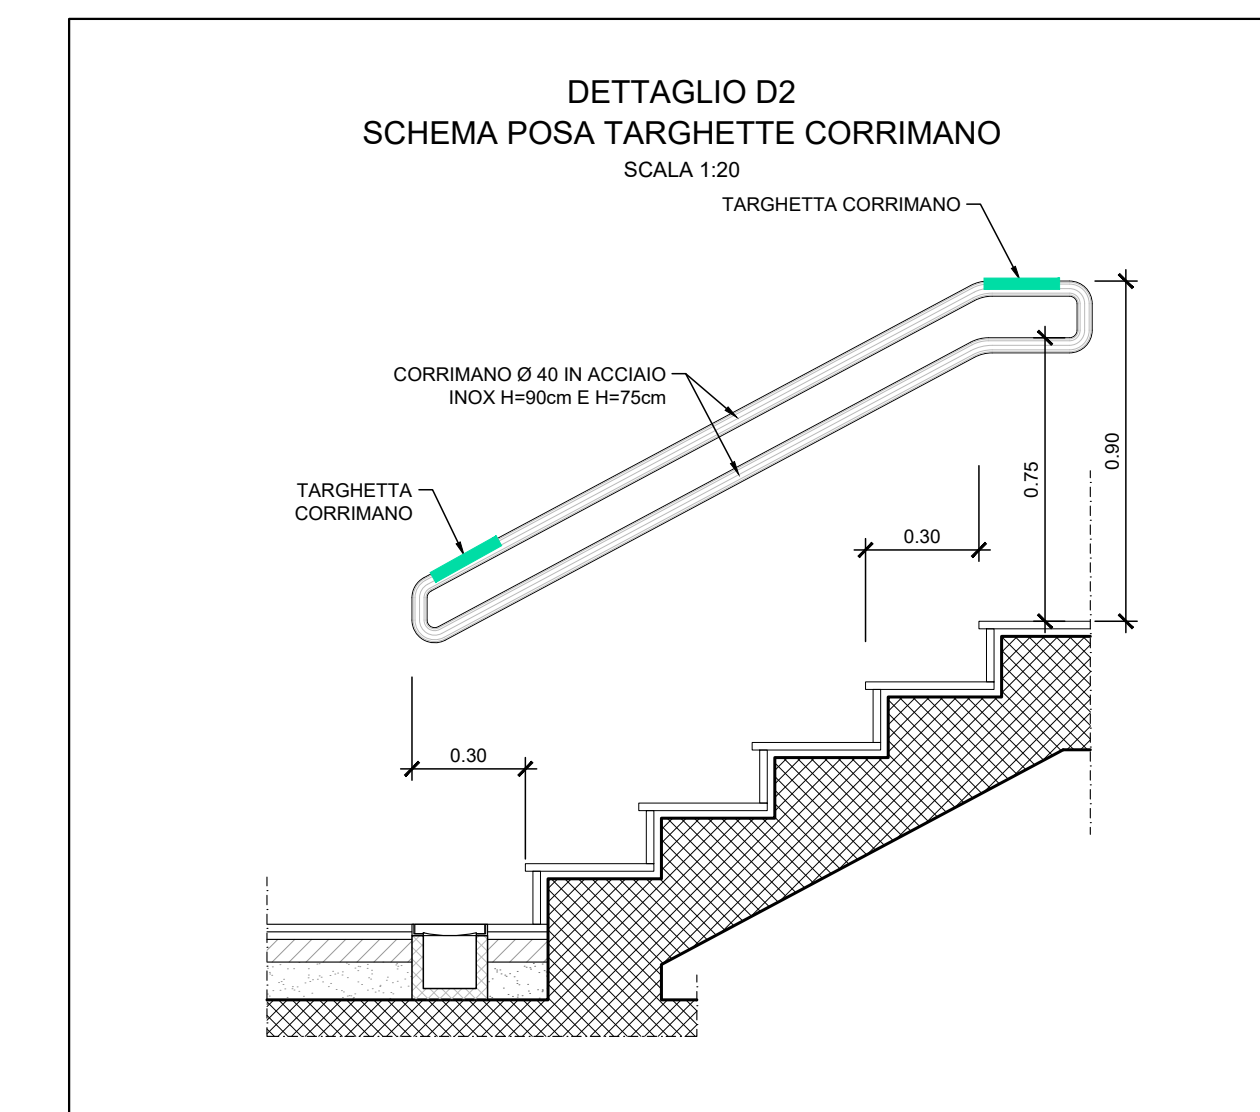 DETTAGLIO D2
SCHEMA POSA TARGHETTE CORRIMANO
SCALA 1:20
TARGHETTA CORRIMANO
CORRIMANO Ø 40 IN ACCIAIO
INOX H=90cm E H=75cm
TARGHETTA
CORRIMANO
0.90
0.75
0.30
0.30